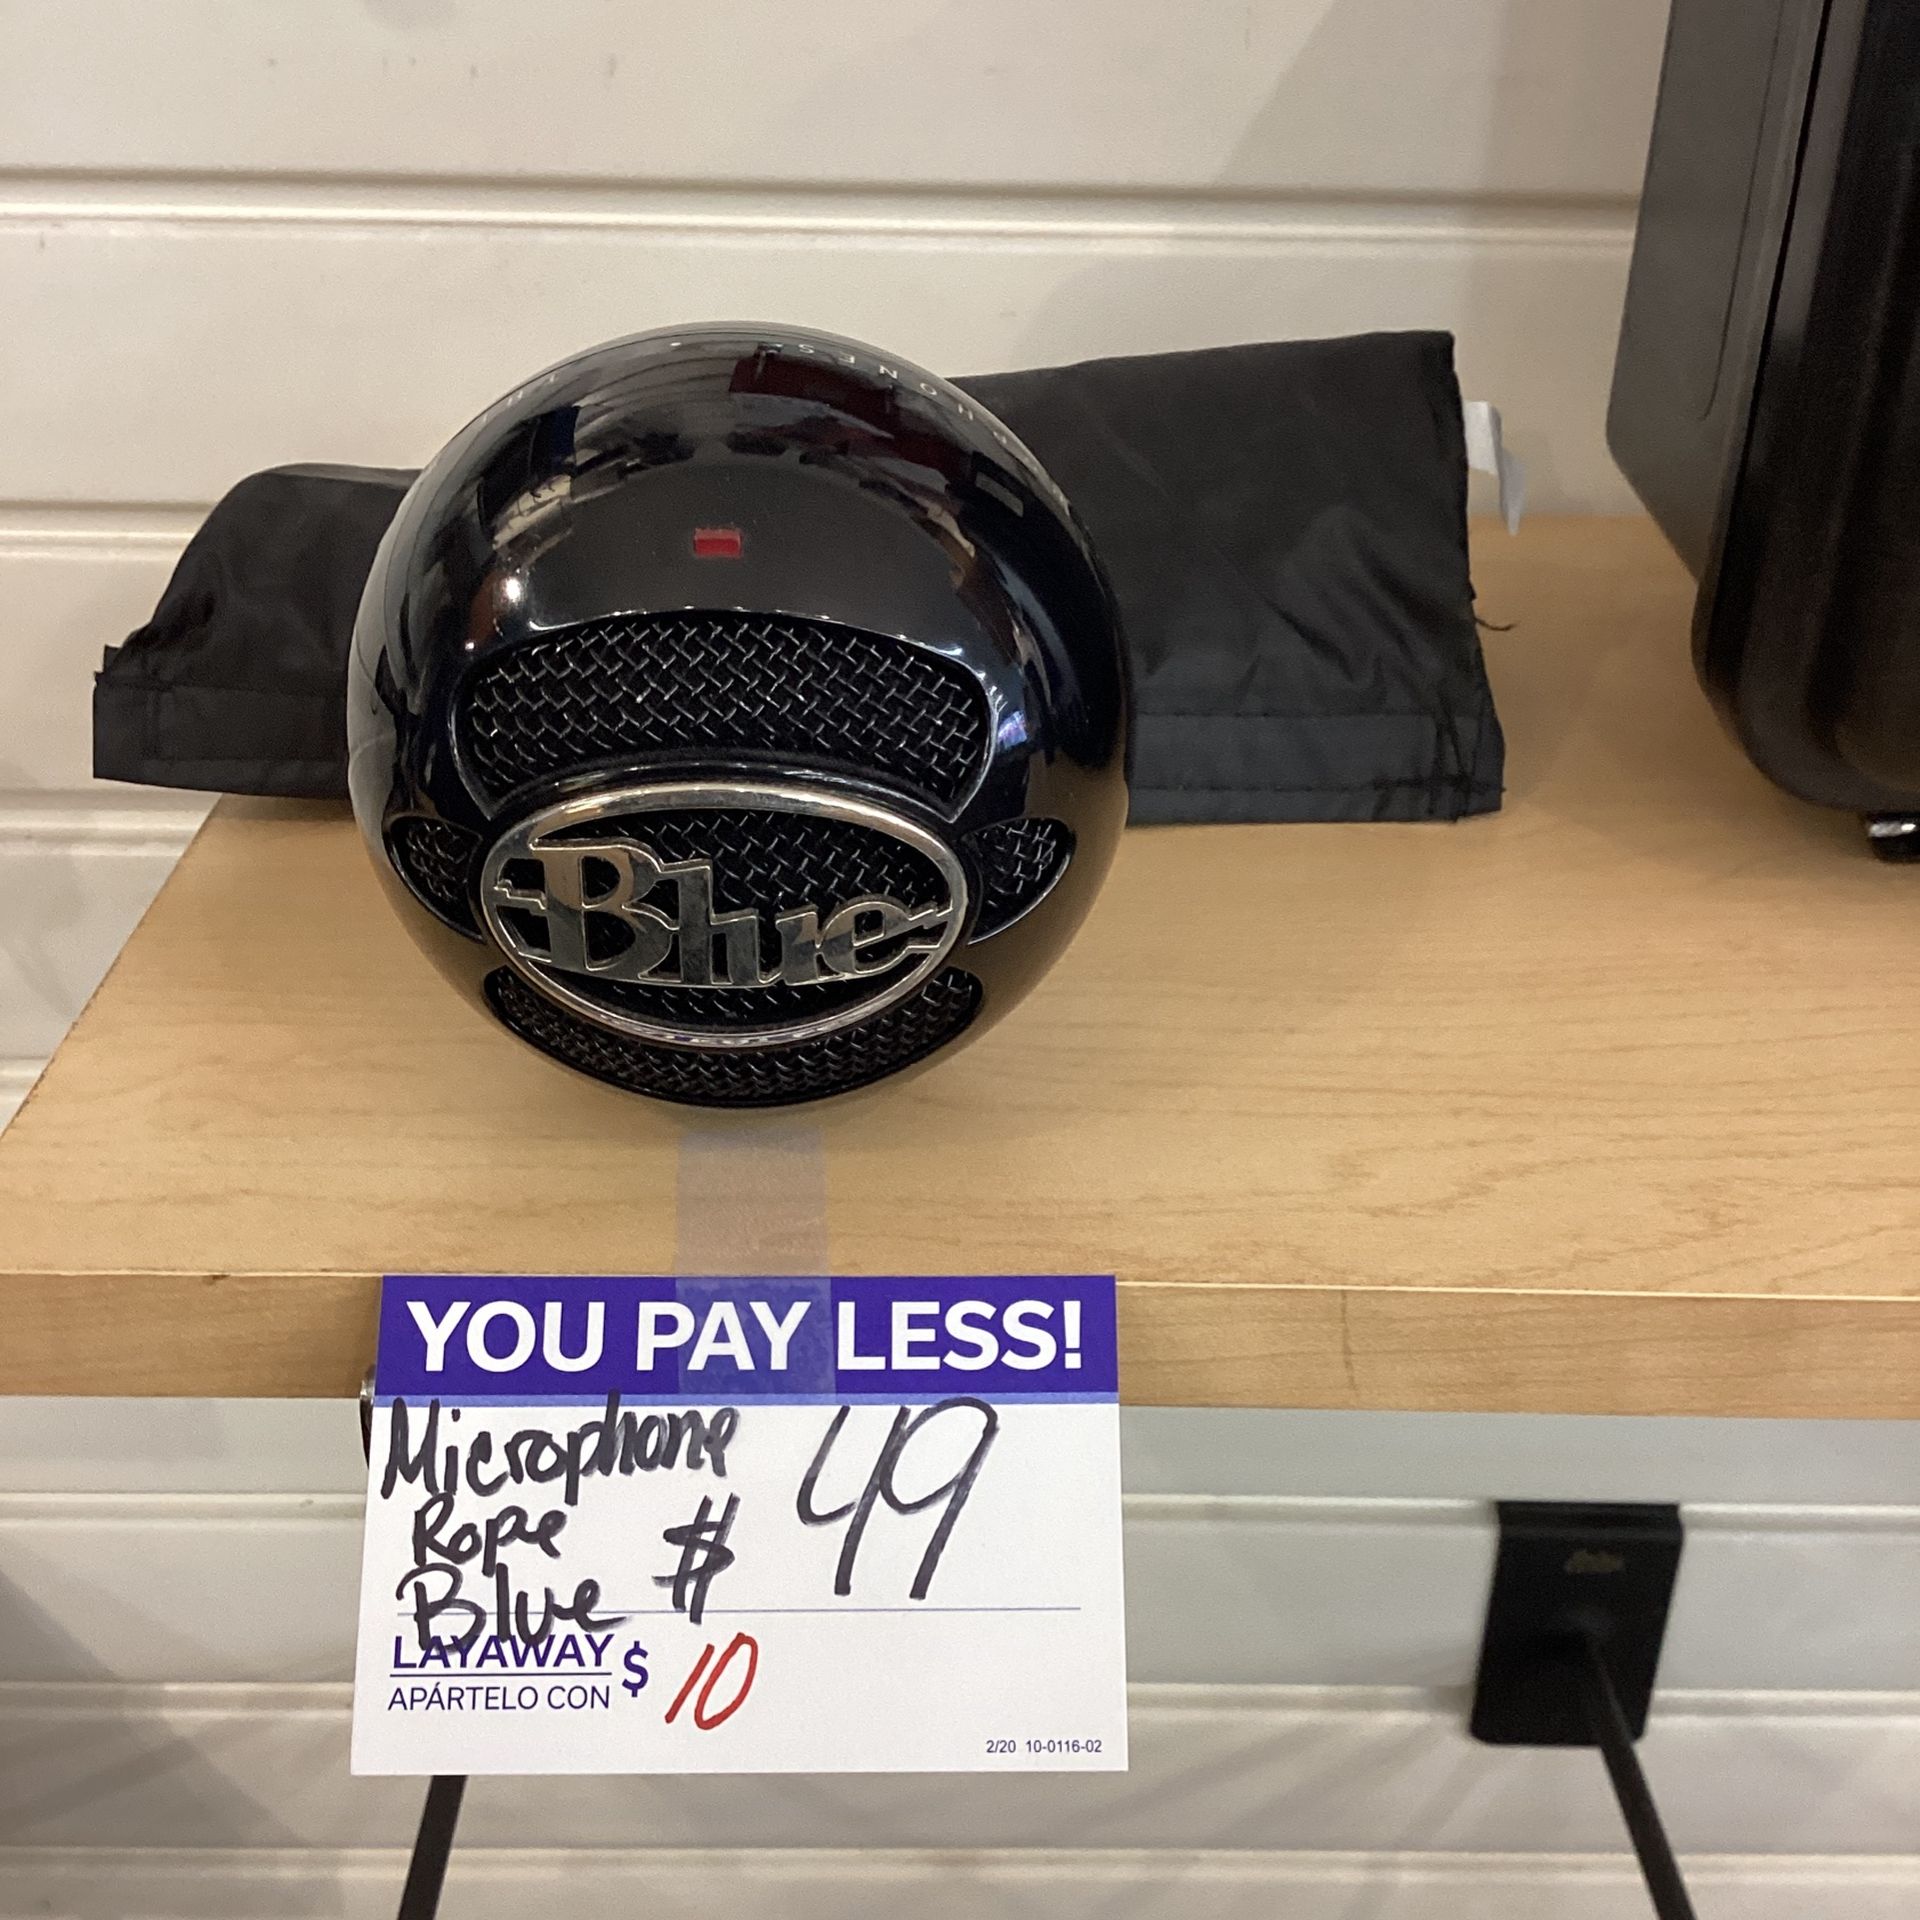 Blue
YOU PAY LESS!
Microphone
Rope
Blue
$ 49
LAYAWAY
APÁRTELO CON
$ 10
2/20 10-0116-02